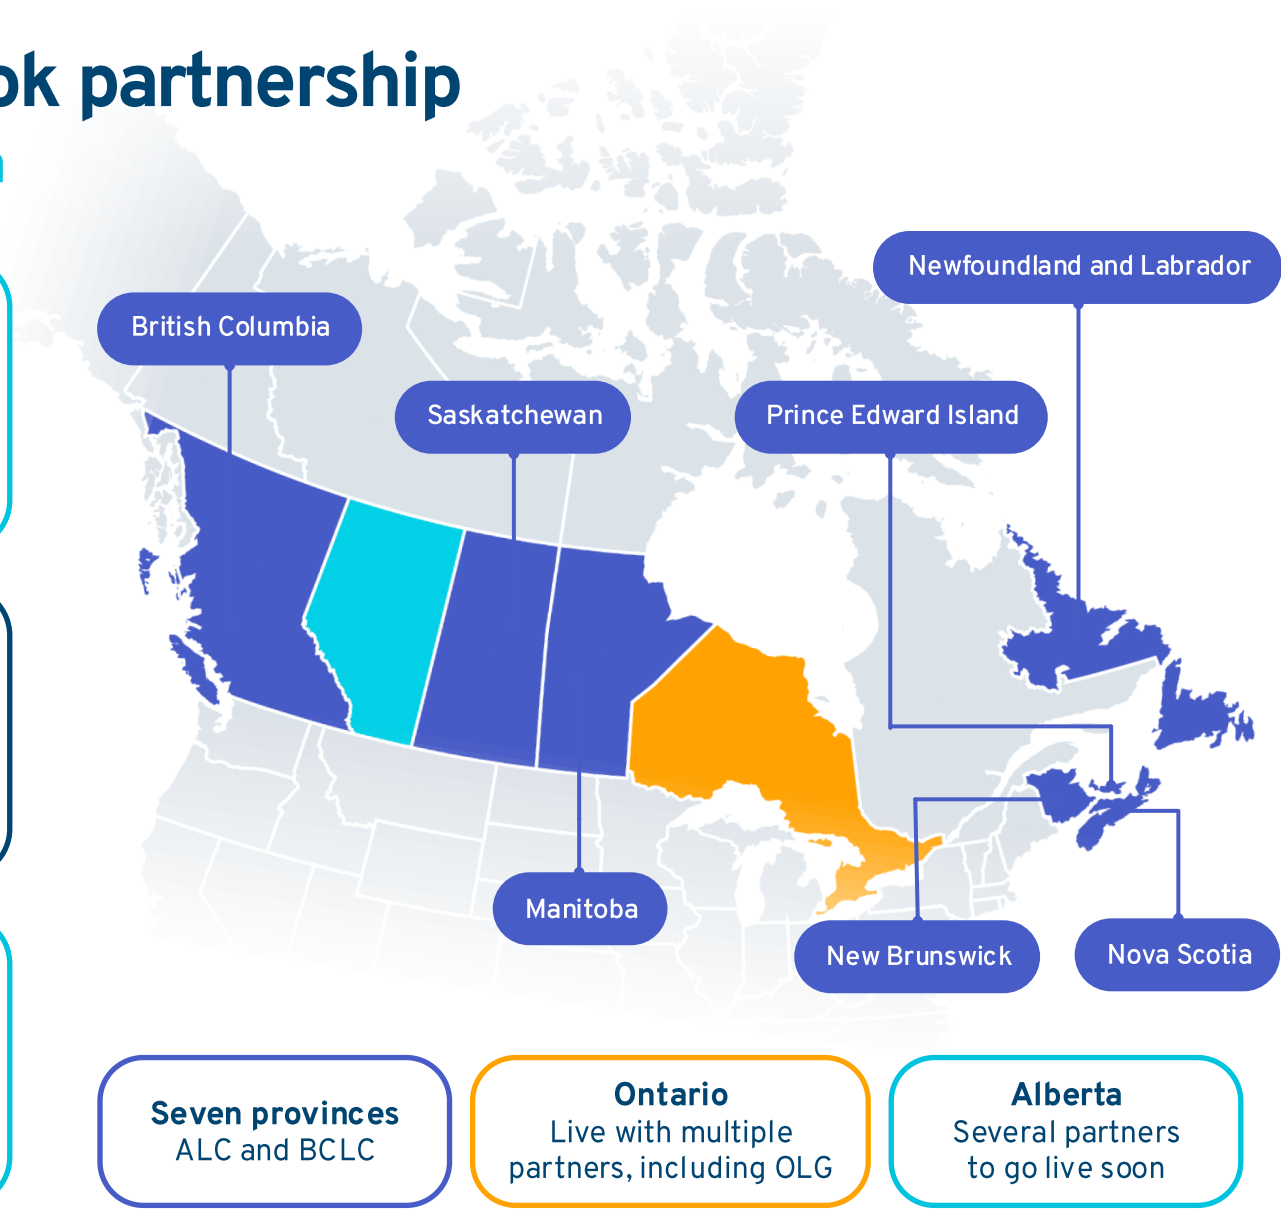 ok partnership
Newfoundland and Labrador
British Columbia
Saskatchewan
Prince Edward Island
Manitoba
New Brunswick
Nova Scotia
Seven provinces
ALC and BCLC
Ontario
Live with multiple
partners, including OLG
Alberta
Several partners
to go live soon